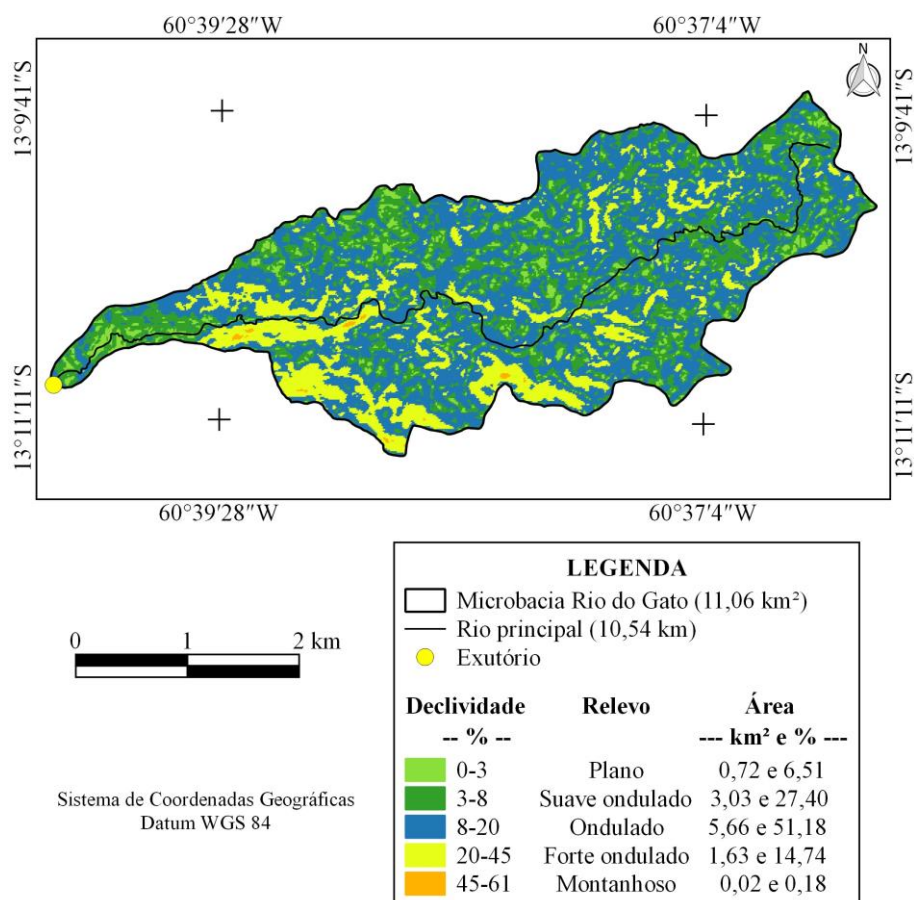 60°39'28"W 60°37'4"W
N
13°9'41"S 13°9'41"S
13°11'11"S 13°11'11"S
60°39'28"W 60°37'4"W
LEGENDA
Microbacia Rio do Gato (11,06 km²)
Rio principal (10,54 km)
Exutório
0 1 2 km
Declividade Relevo Área
-- % -- --- km² e % ---
0-3 Plano 0,72 e 6,51
3-8 Suave ondulado 3,03 e 27,40
8-20 Ondulado 5,66 e 51,18
20-45 Forte ondulado 1,63 e 14,74
45-61 Montanhoso 0,02 e 0,18
Sistema de Coordenadas Geográficas
Datum WGS 84